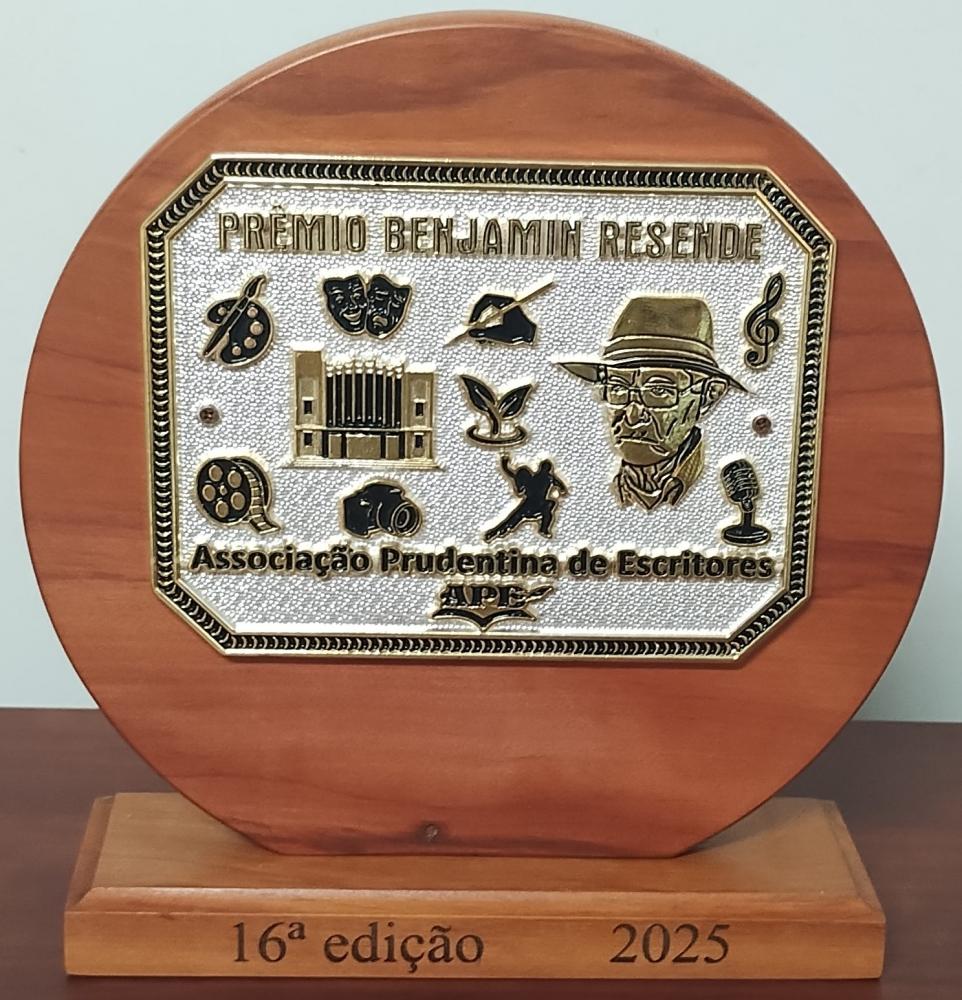 PRÊMIO BENJAMIN RESENDE
Associação Prudentina de Escritores
APE
16ª edição 2025